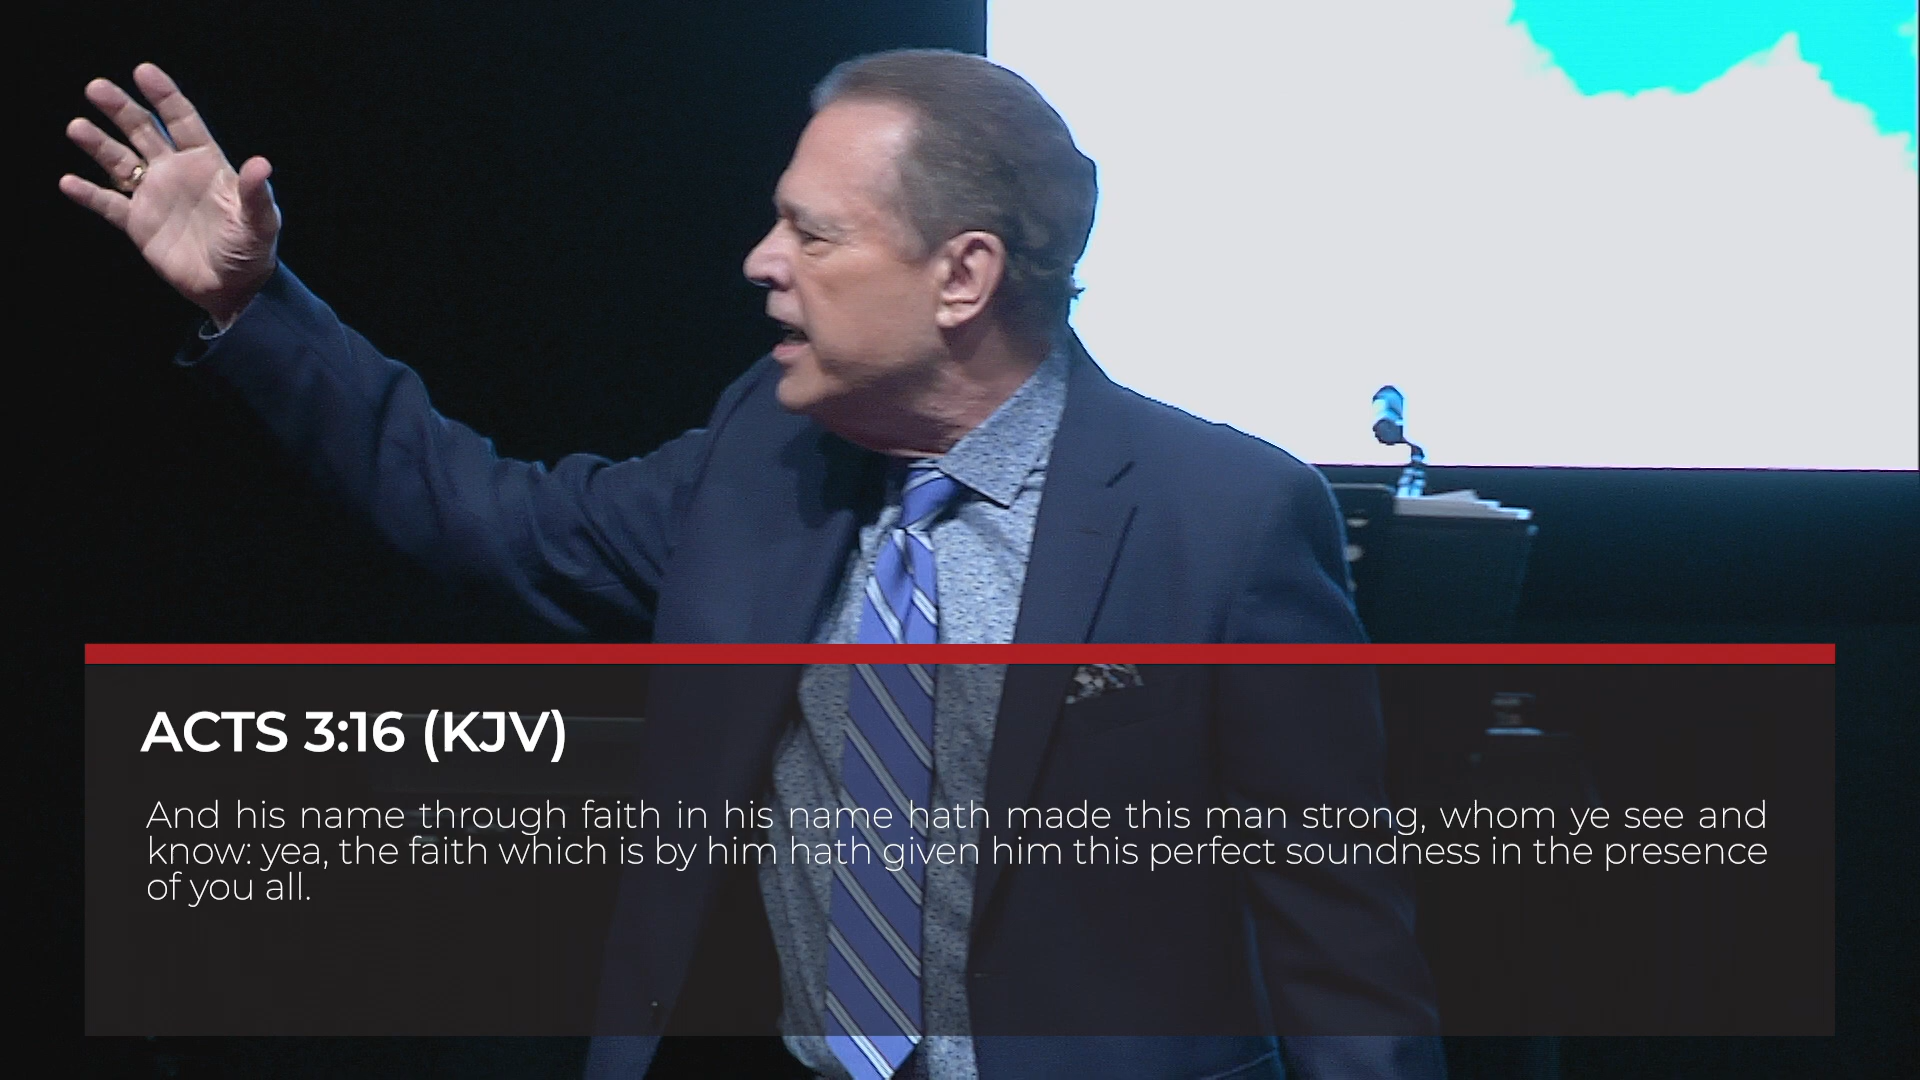 ACTS 3:16 (KJV)
And his name through faith in his name hath made this man strong, whom ye see and
know: yea, the faith which is by him hath given him this perfect soundness in the presence
of you all.